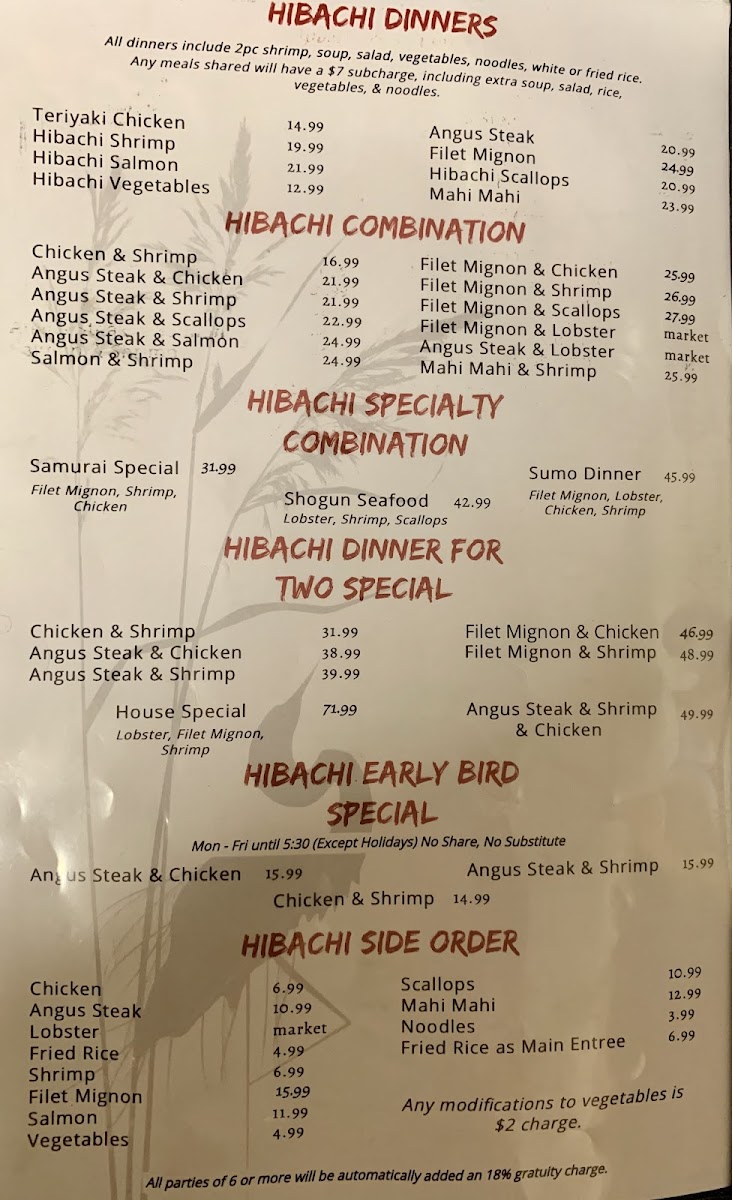 HIBACHI DINNERS
All dinners include 2pc shrimp, soup, salad, vegetables, noodles, white or fried rice.
Any meals shared will have a $7 subcharge, including extra soup, salad, rice,
vegetables, & noodles.
Teriyaki Chicken 14.99
Hibachi Shrimp 19.99
Hibachi Salmon 21.99
Hibachi Vegetables 12.99
Angus Steak 20.99
Filet Mignon 24.99
Hibachi Scallops 20.99
Mahi Mahi 23.99
HIBACHI COMBINATION
Chicken & Shrimp 16.99
Angus Steak & Chicken 21.99
Angus Steak & Shrimp 21.99
Angus Steak & Scallops 22.99
Angus Steak & Salmon 24.99
Salmon & Shrimp 24.99
Filet Mignon & Chicken 25.99
Filet Mignon & Shrimp 26.99
Filet Mignon & Scallops 27.99
Filet Mignon & Lobster market
Angus Steak & Lobster market
Mahi Mahi & Shrimp 25.99
HIBACHI SPECIALTY
COMBINATION
Samurai Special 31.99
Filet Mignon, Shrimp,
Chicken
Shogun Seafood 42.99
Lobster, Shrimp, Scallops
Sumo Dinner 45.99
Filet Mignon, Lobster,
Chicken, Shrimp
HIBACHI DINNER FOR
TWO SPECIAL
Chicken & Shrimp 31.99
Angus Steak & Chicken 38.99
Angus Steak & Shrimp 39.99
Filet Mignon & Chicken 46.99
Filet Mignon & Shrimp 48.99
House Special 71.99
Lobster, Filet Mignon,
Shrimp
Angus Steak & Shrimp 49.99
& Chicken
HIBACHI EARLY BIRD
SPECIAL
Mon - Fri until 5:30 (Except Holidays) No Share, No Substitute
Angus Steak & Chicken 15.99
Angus Steak & Shrimp 15.99
Chicken & Shrimp 14.99
HIBACHI SIDE ORDER
Chicken 6.99
Angus Steak 10.99
Lobster market
Fried Rice 4.99
Shrimp 6.99
Filet Mignon 15.99
Salmon 11.99
Vegetables 4.99
Scallops 10.99
Mahi Mahi 12.99
Noodles 3.99
Fried Rice as Main Entree 6.99
Any modifications to vegetables is
$2 charge.
All parties of 6 or more will be automatically added an 18% gratuity charge.